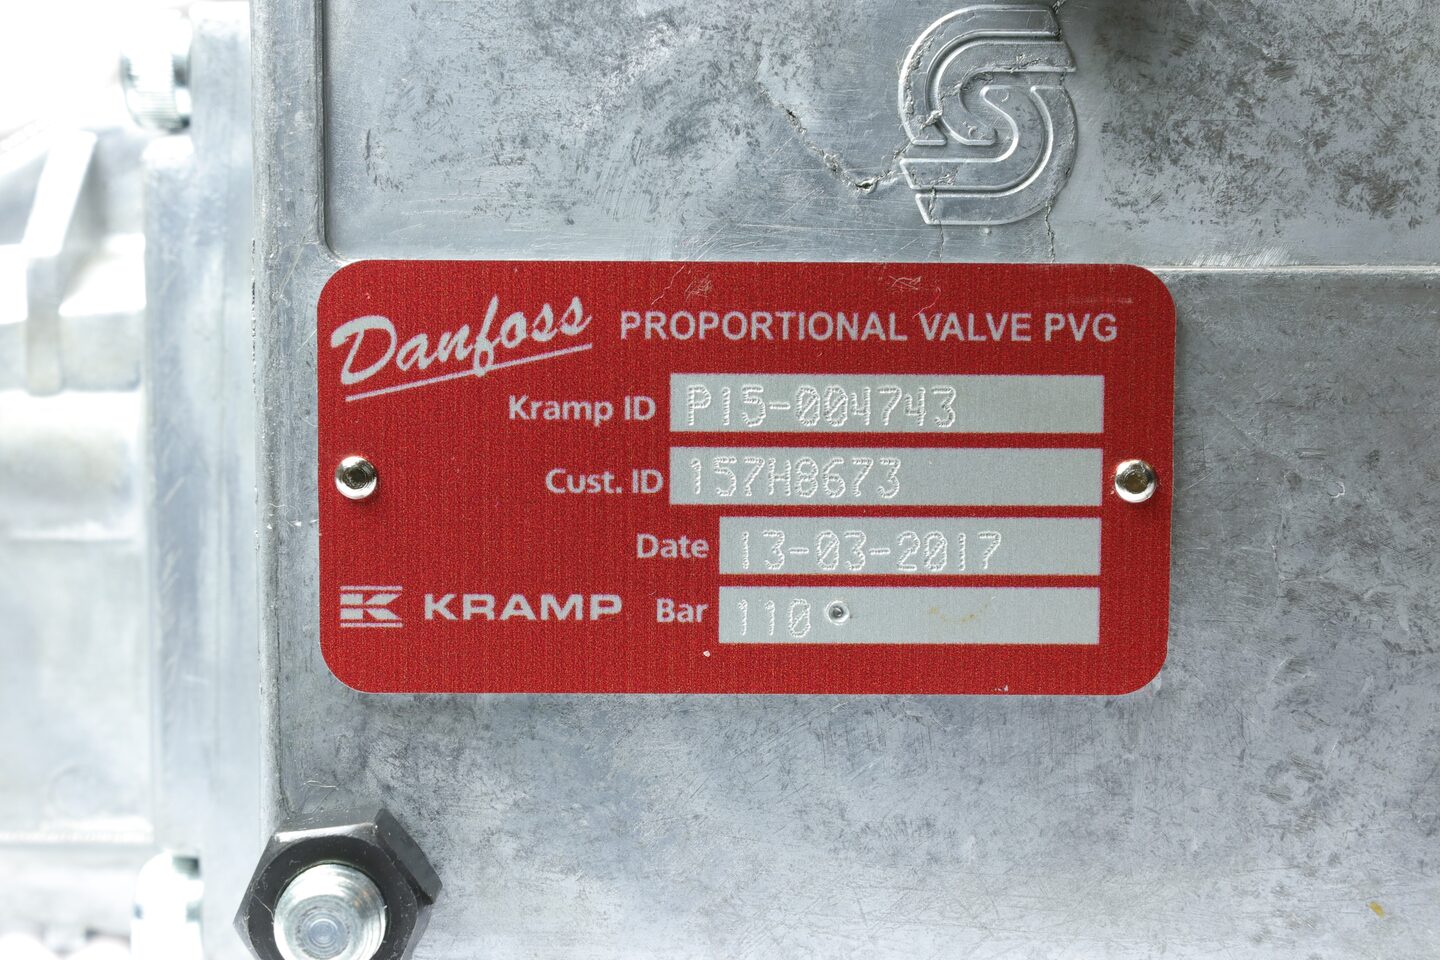 Danfoss PROPORTIONAL VALVE PVG
Kramp ID P15-004743
Cust. ID 157H8673
Date 13-03-2017
KRAMP Bar 110